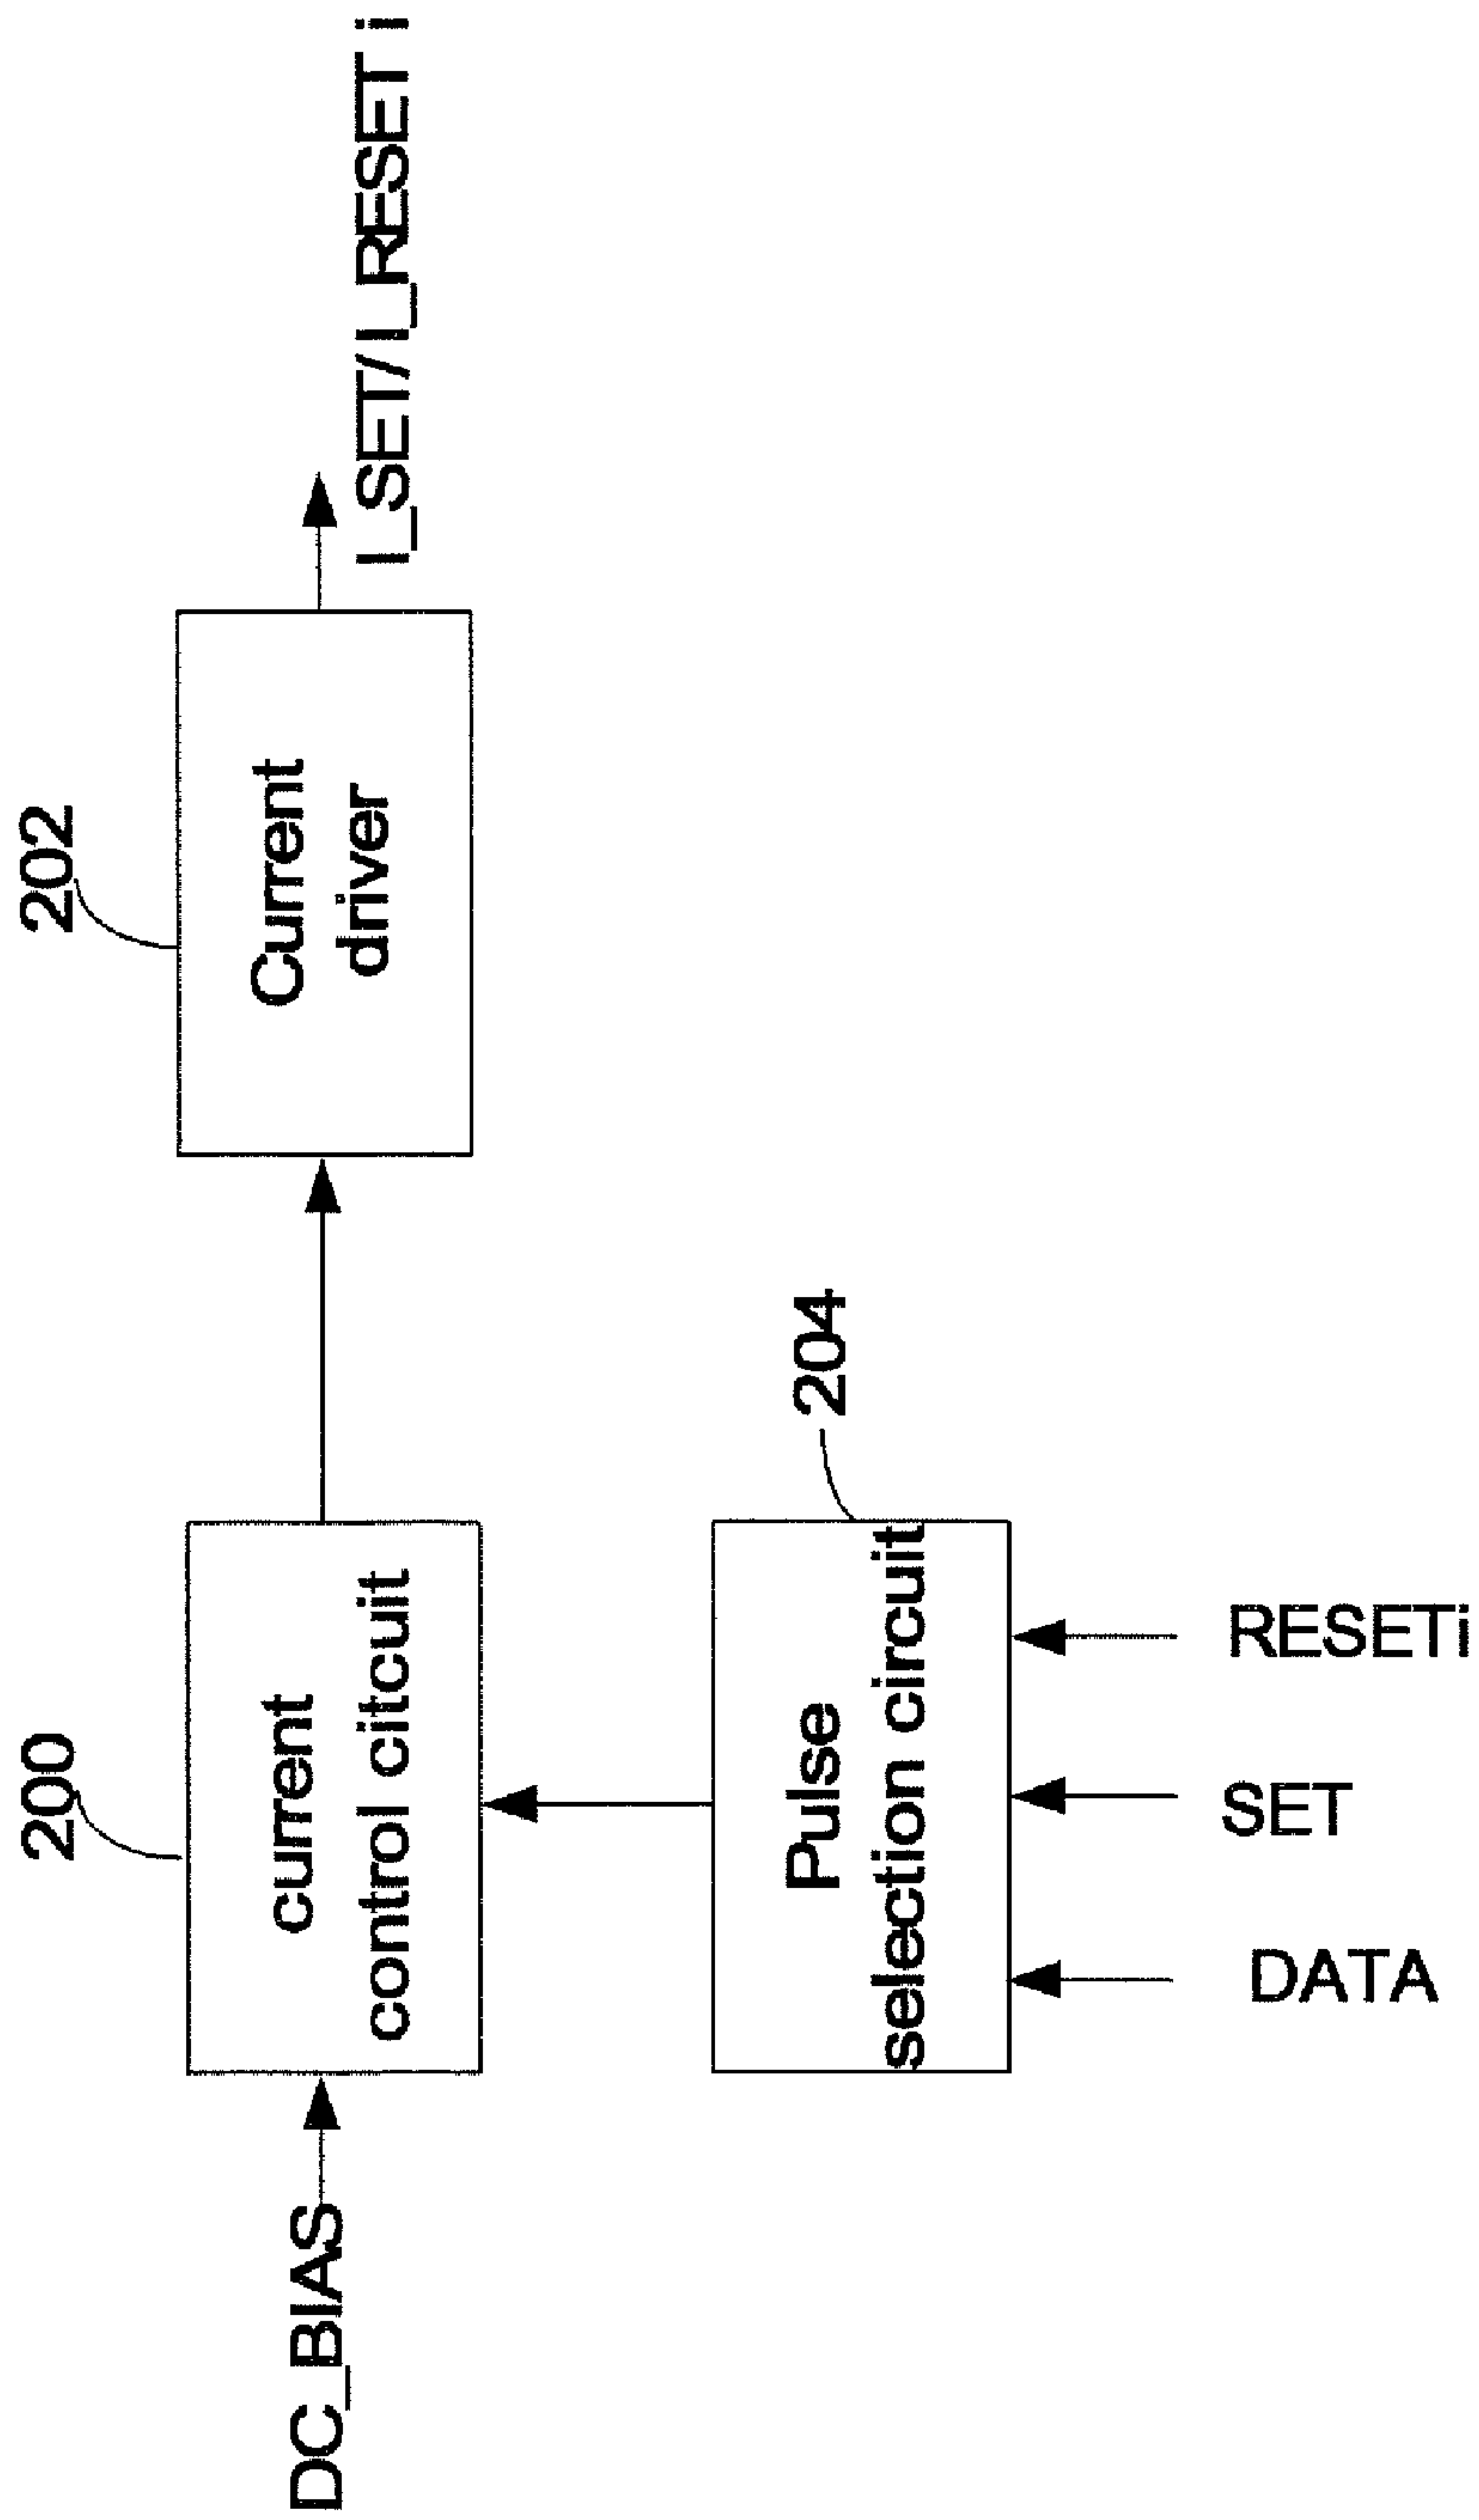 200
202
DC_BIAS
current
control citcuit
Current
driver
I_SET/I_RESET i
204
Pulse
selection circuit
DATA
SET
RESETi